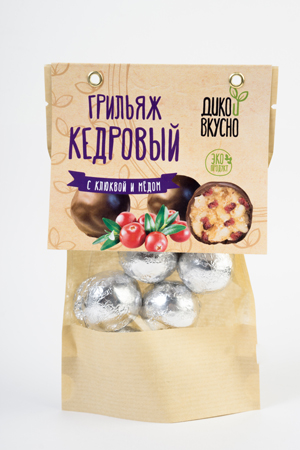 ГРИЛЬЯЖ
КЕДРОВЫЙ
С КЛЮКВОЙ И МЁДОМ
ДИКО
ВКУСНО
ЭКО
ПРОДУКТ